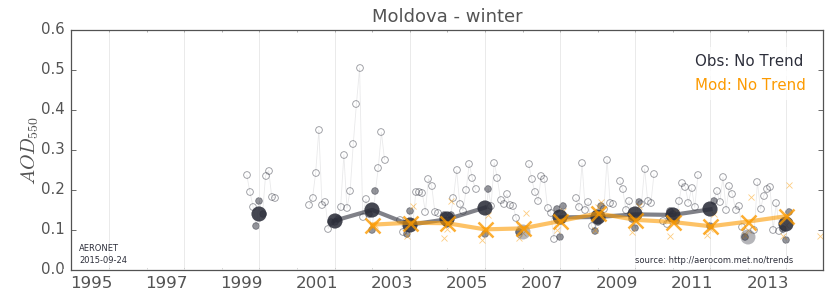 Moldova - winter
0.6
0.5
0.4
0.3
0.2
0.1
0.0
AOD550
Obs: No Trend
Mod: No Trend
AERONET
2015-09-24
source: http://aerocom.met.no/trends
1995 1997 1999 2001 2003 2005 2007 2009 2011 2013